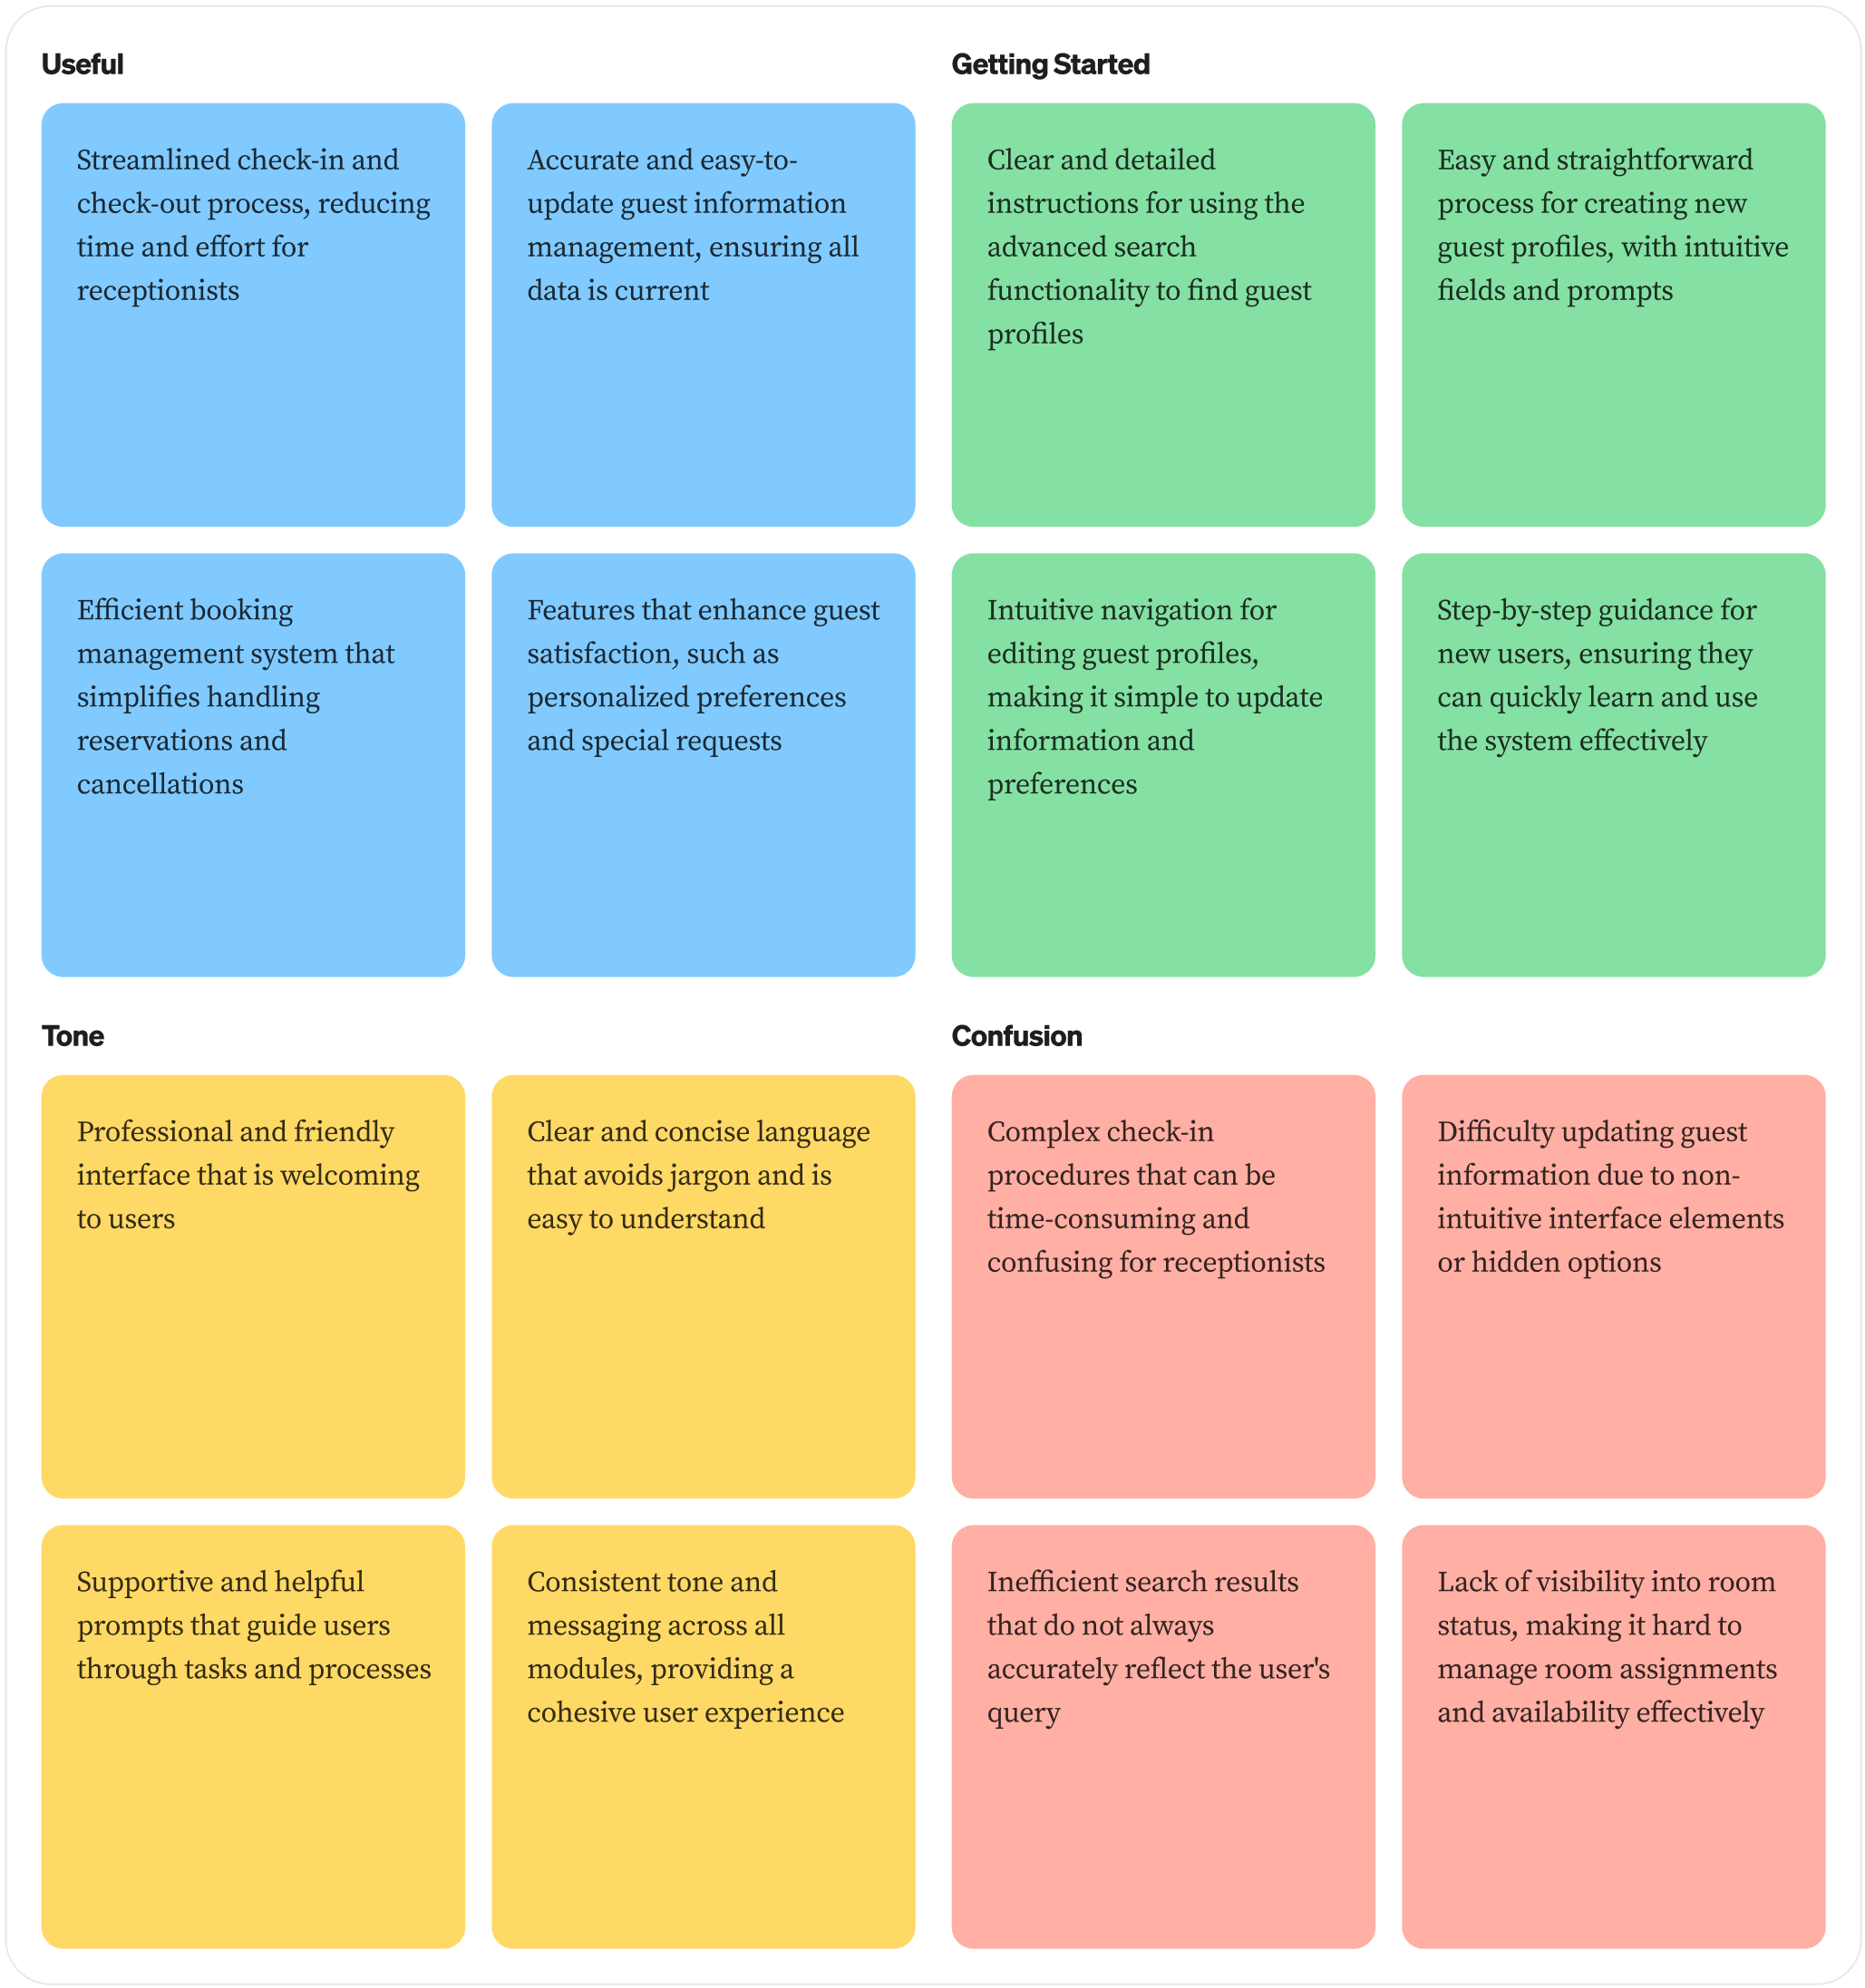 Useful
Streamlined check-in and
check-out process, reducing
time and effort for
receptionists
Accurate and easy-to-
update guest information
management, ensuring all
data is current
Efficient booking
management system that
simplifies handling
reservations and
cancellations
Features that enhance guest
satisfaction, such as
personalized preferences
and special requests
Getting Started
Clear and detailed
instructions for using the
advanced search
functionality to find guest
profiles
Easy and straightforward
process for creating new
guest profiles, with intuitive
fields and prompts
Intuitive navigation for
editing guest profiles,
making it simple to update
information and
preferences
Step-by-step guidance for
new users, ensuring they
can quickly learn and use
the system effectively
Tone
Professional and friendly
interface that is welcoming
to users
Clear and concise language
that avoids jargon and is
easy to understand
Supportive and helpful
prompts that guide users
through tasks and processes
Consistent tone and
messaging across all
modules, providing a
cohesive user experience
Confusion
Complex check-in
procedures that can be
time-consuming and
confusing for receptionists
Difficulty updating guest
information due to non-
intuitive interface elements
or hidden options
Inefficient search results
that do not always
accurately reflect the user's
query
Lack of visibility into room
status, making it hard to
manage room assignments
and availability effectively